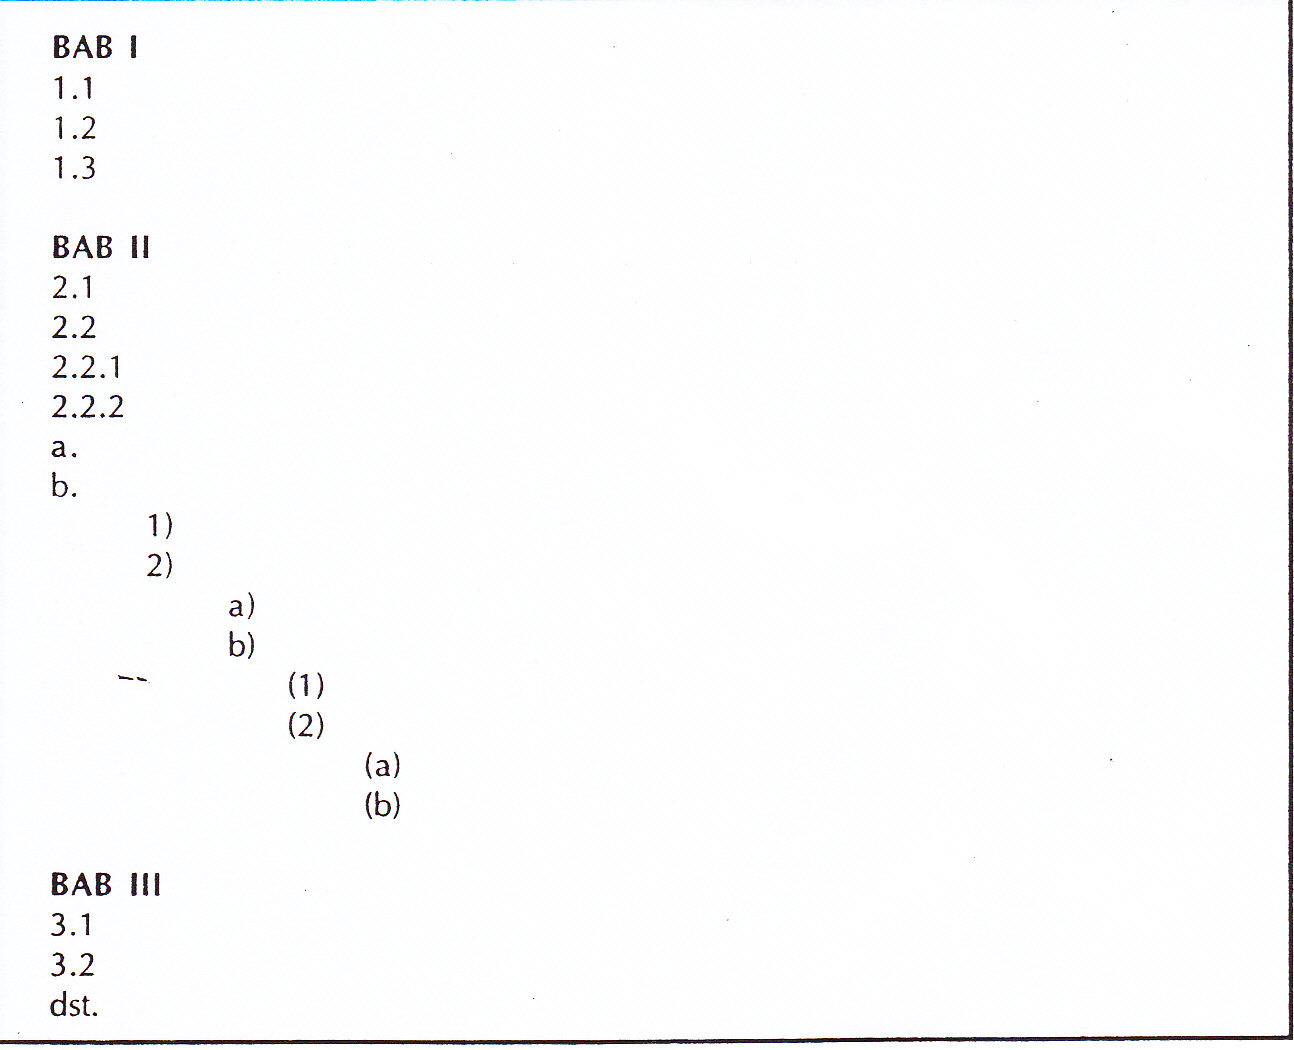 BAB I
1.1
1.2
1.3
BAB II
2.1
2.2
2.2.1
2.2.2
a.
b.
1)
2)
a)
b)
(1)
(2)
(a)
(b)
BAB III
3.1
3.2
dst.